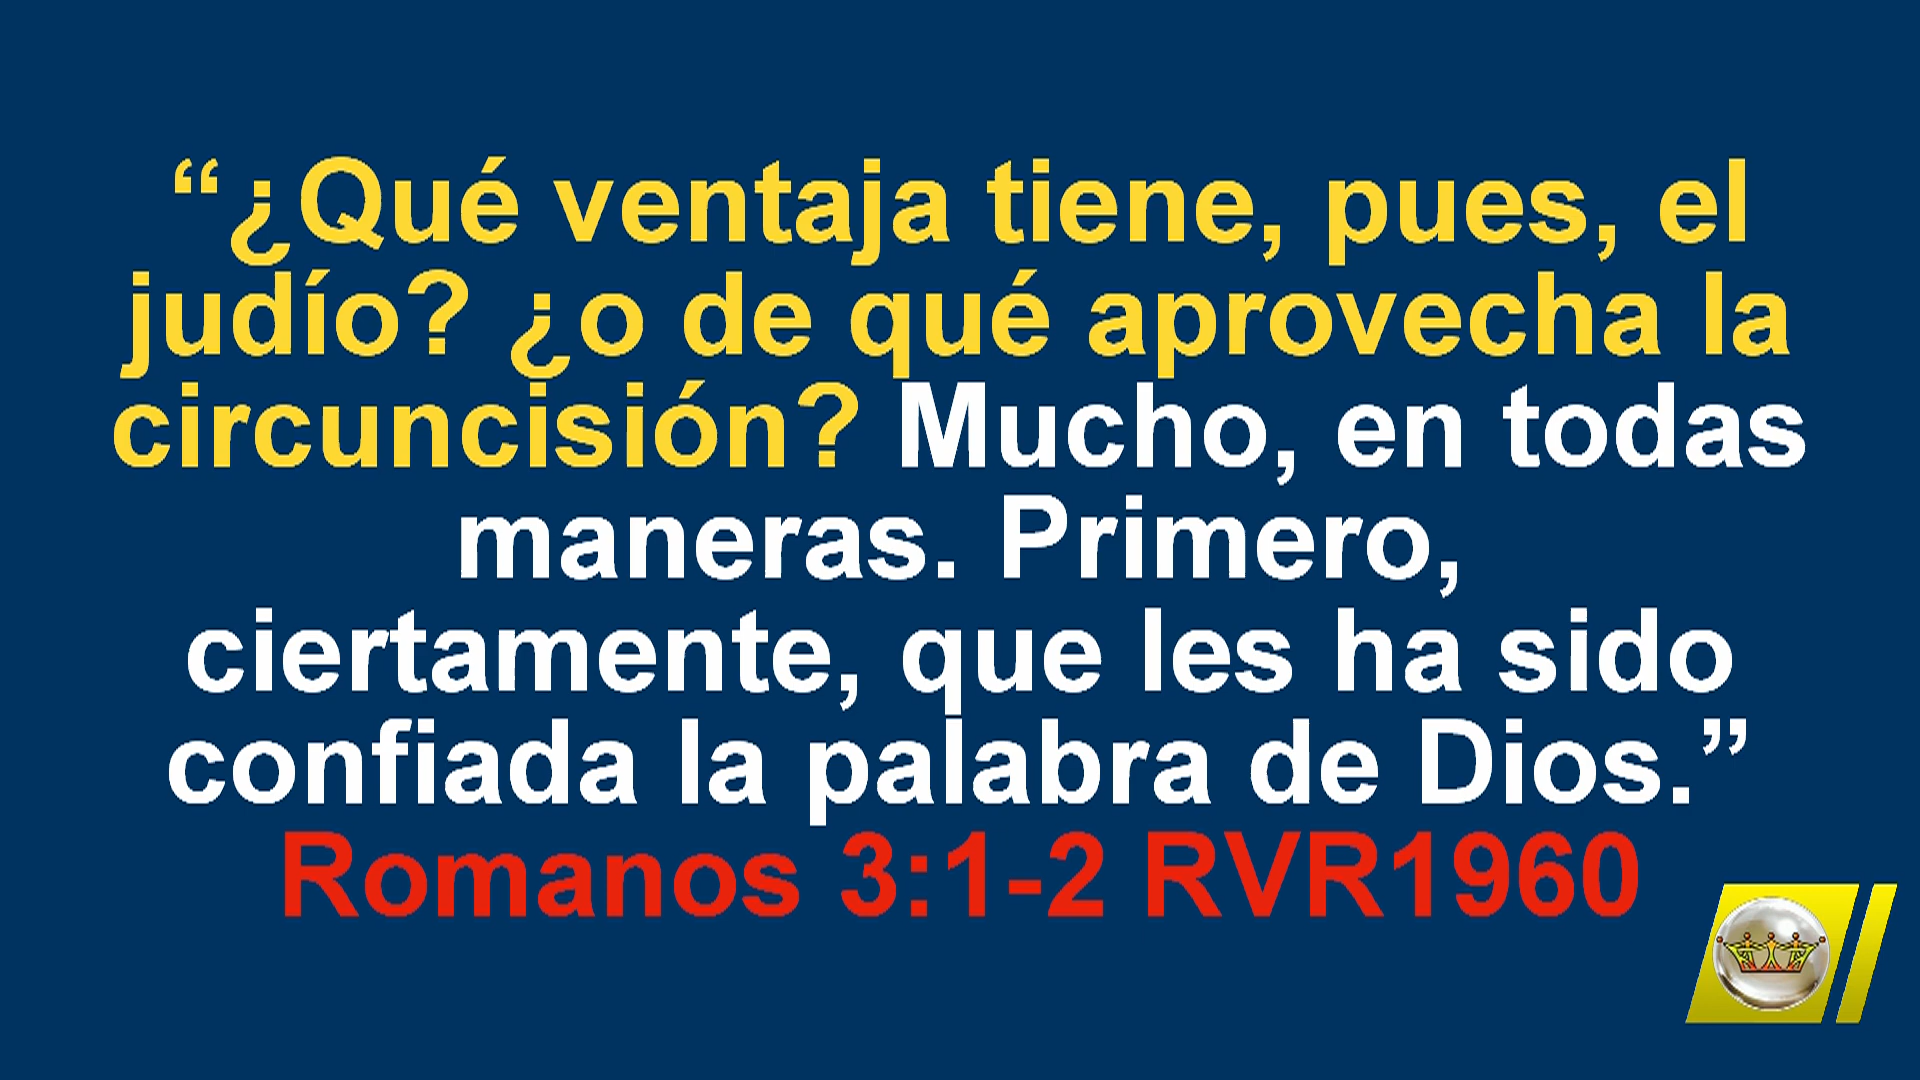 “¿Qué ventaja tiene, pues, el
judío? ¿o de qué aprovecha la
circuncisión? Mucho, en todas
maneras. Primero,
ciertamente, que les ha sido
confiada la palabra de Dios.”
Romanos 3:1-2 RVR1960